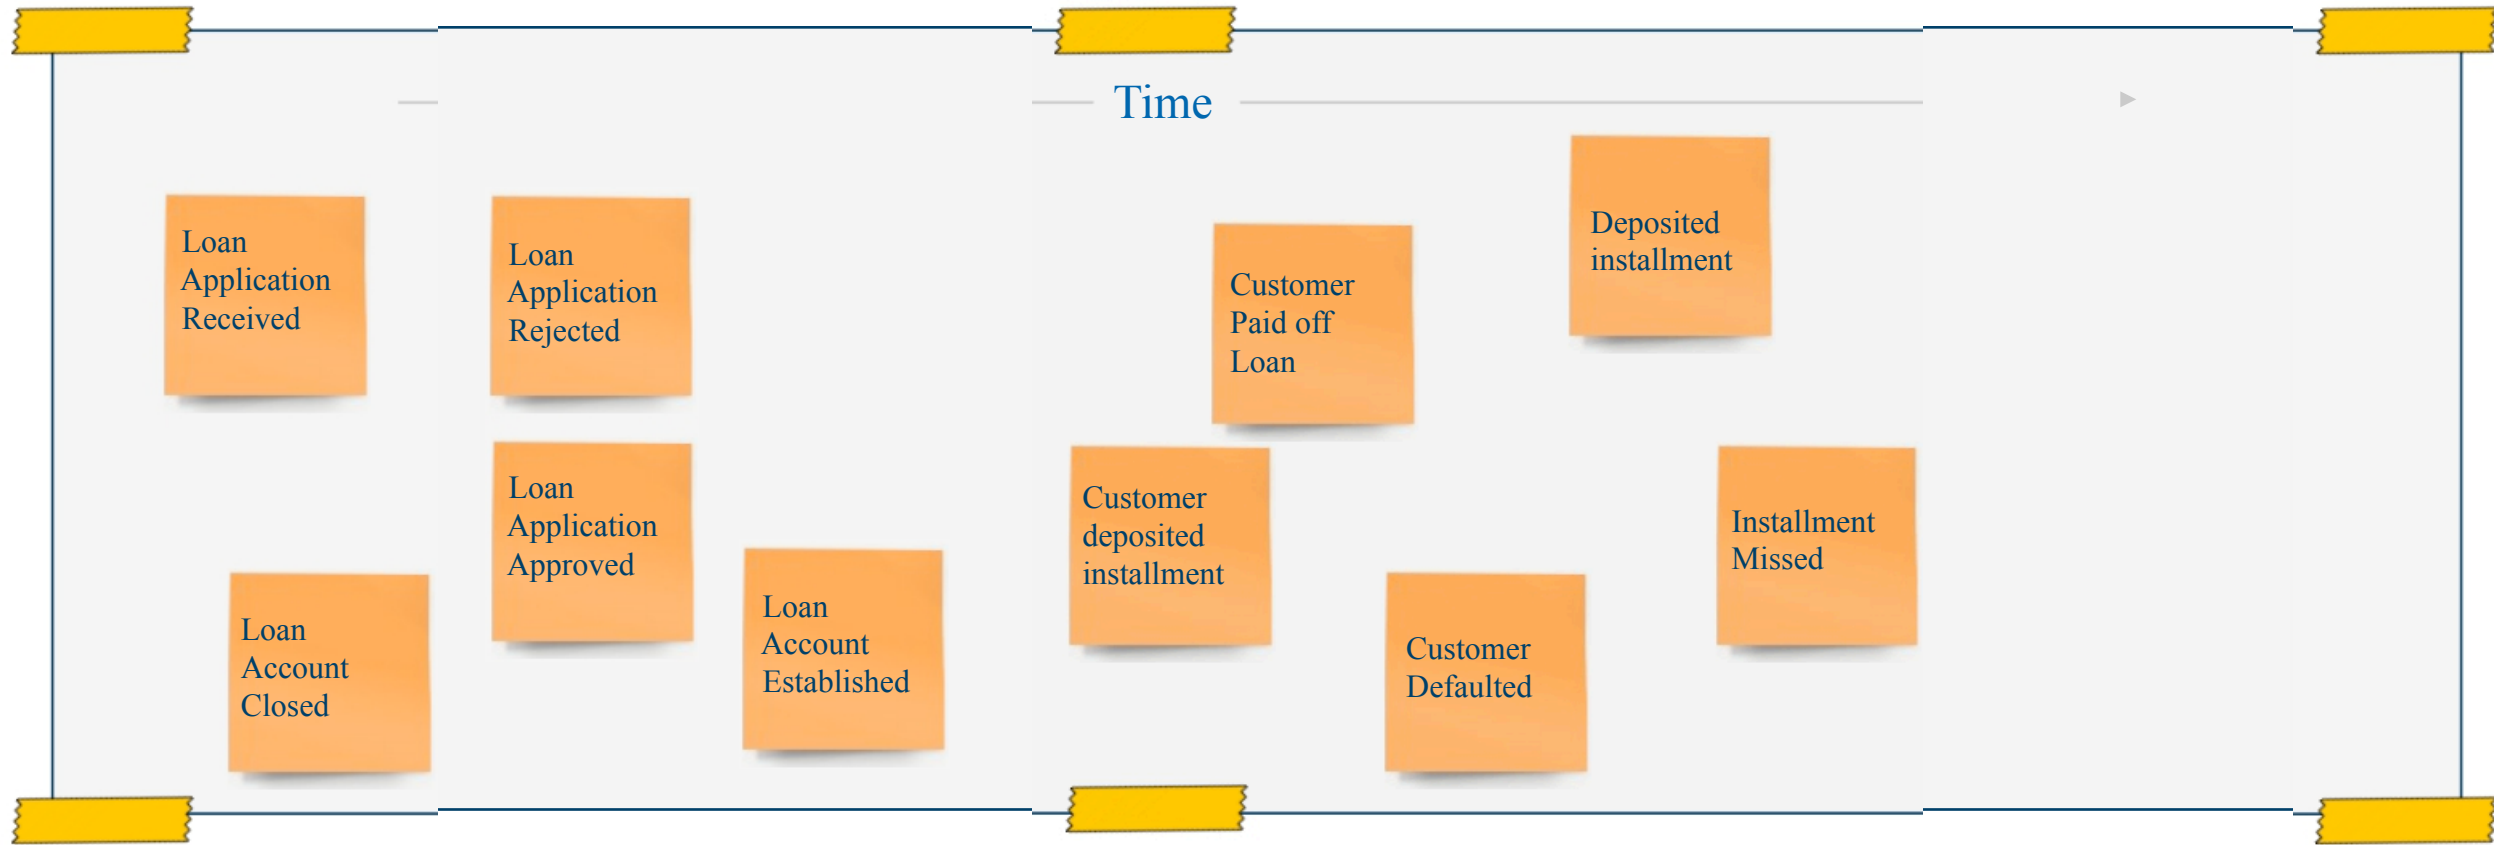 Time
Loan
Application
Received
Loan
Application
Rejected
Customer
Paid off
Loan
Deposited
installment
Loan
Application
Approved
Customer
deposited
installment
Installment
Missed
Loan
Account
Closed
Loan
Account
Established
Customer
Defaulted